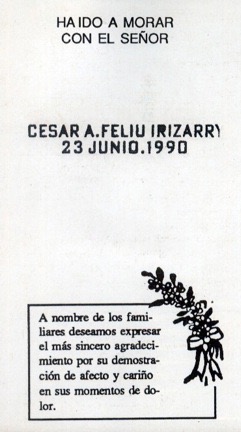 HA IDO A MORAR
CON EL SEÑOR
CESAR A.FELIU IRIZARRY
23 JUNIO.1990
A nombre de los fami-
liares deseamos expresar
el más sincero agradeci-
miento por su demostra-
ción de afecto y cariño
en sus momentos de do-
lor.